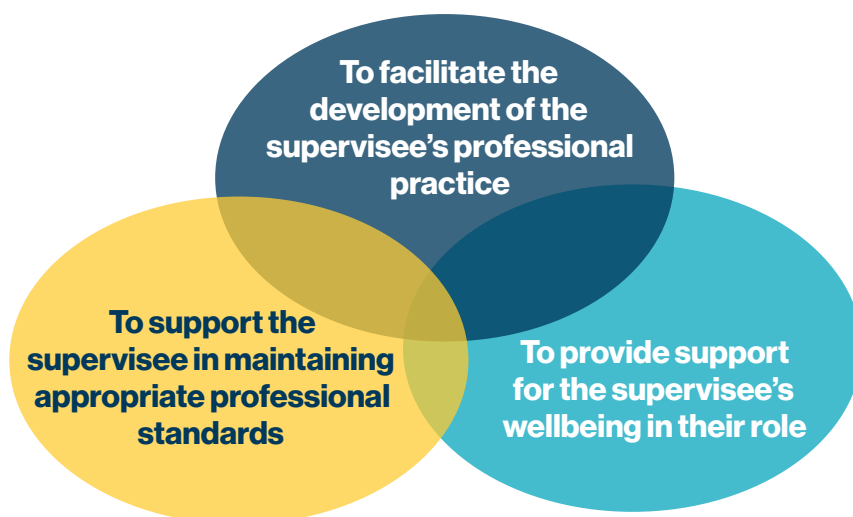 To facilitate the
development of the
supervisee’s professional
practice
To support the
supervisee in maintaining
appropriate professional
standards
To provide support
for the supervisee’s
wellbeing in their role